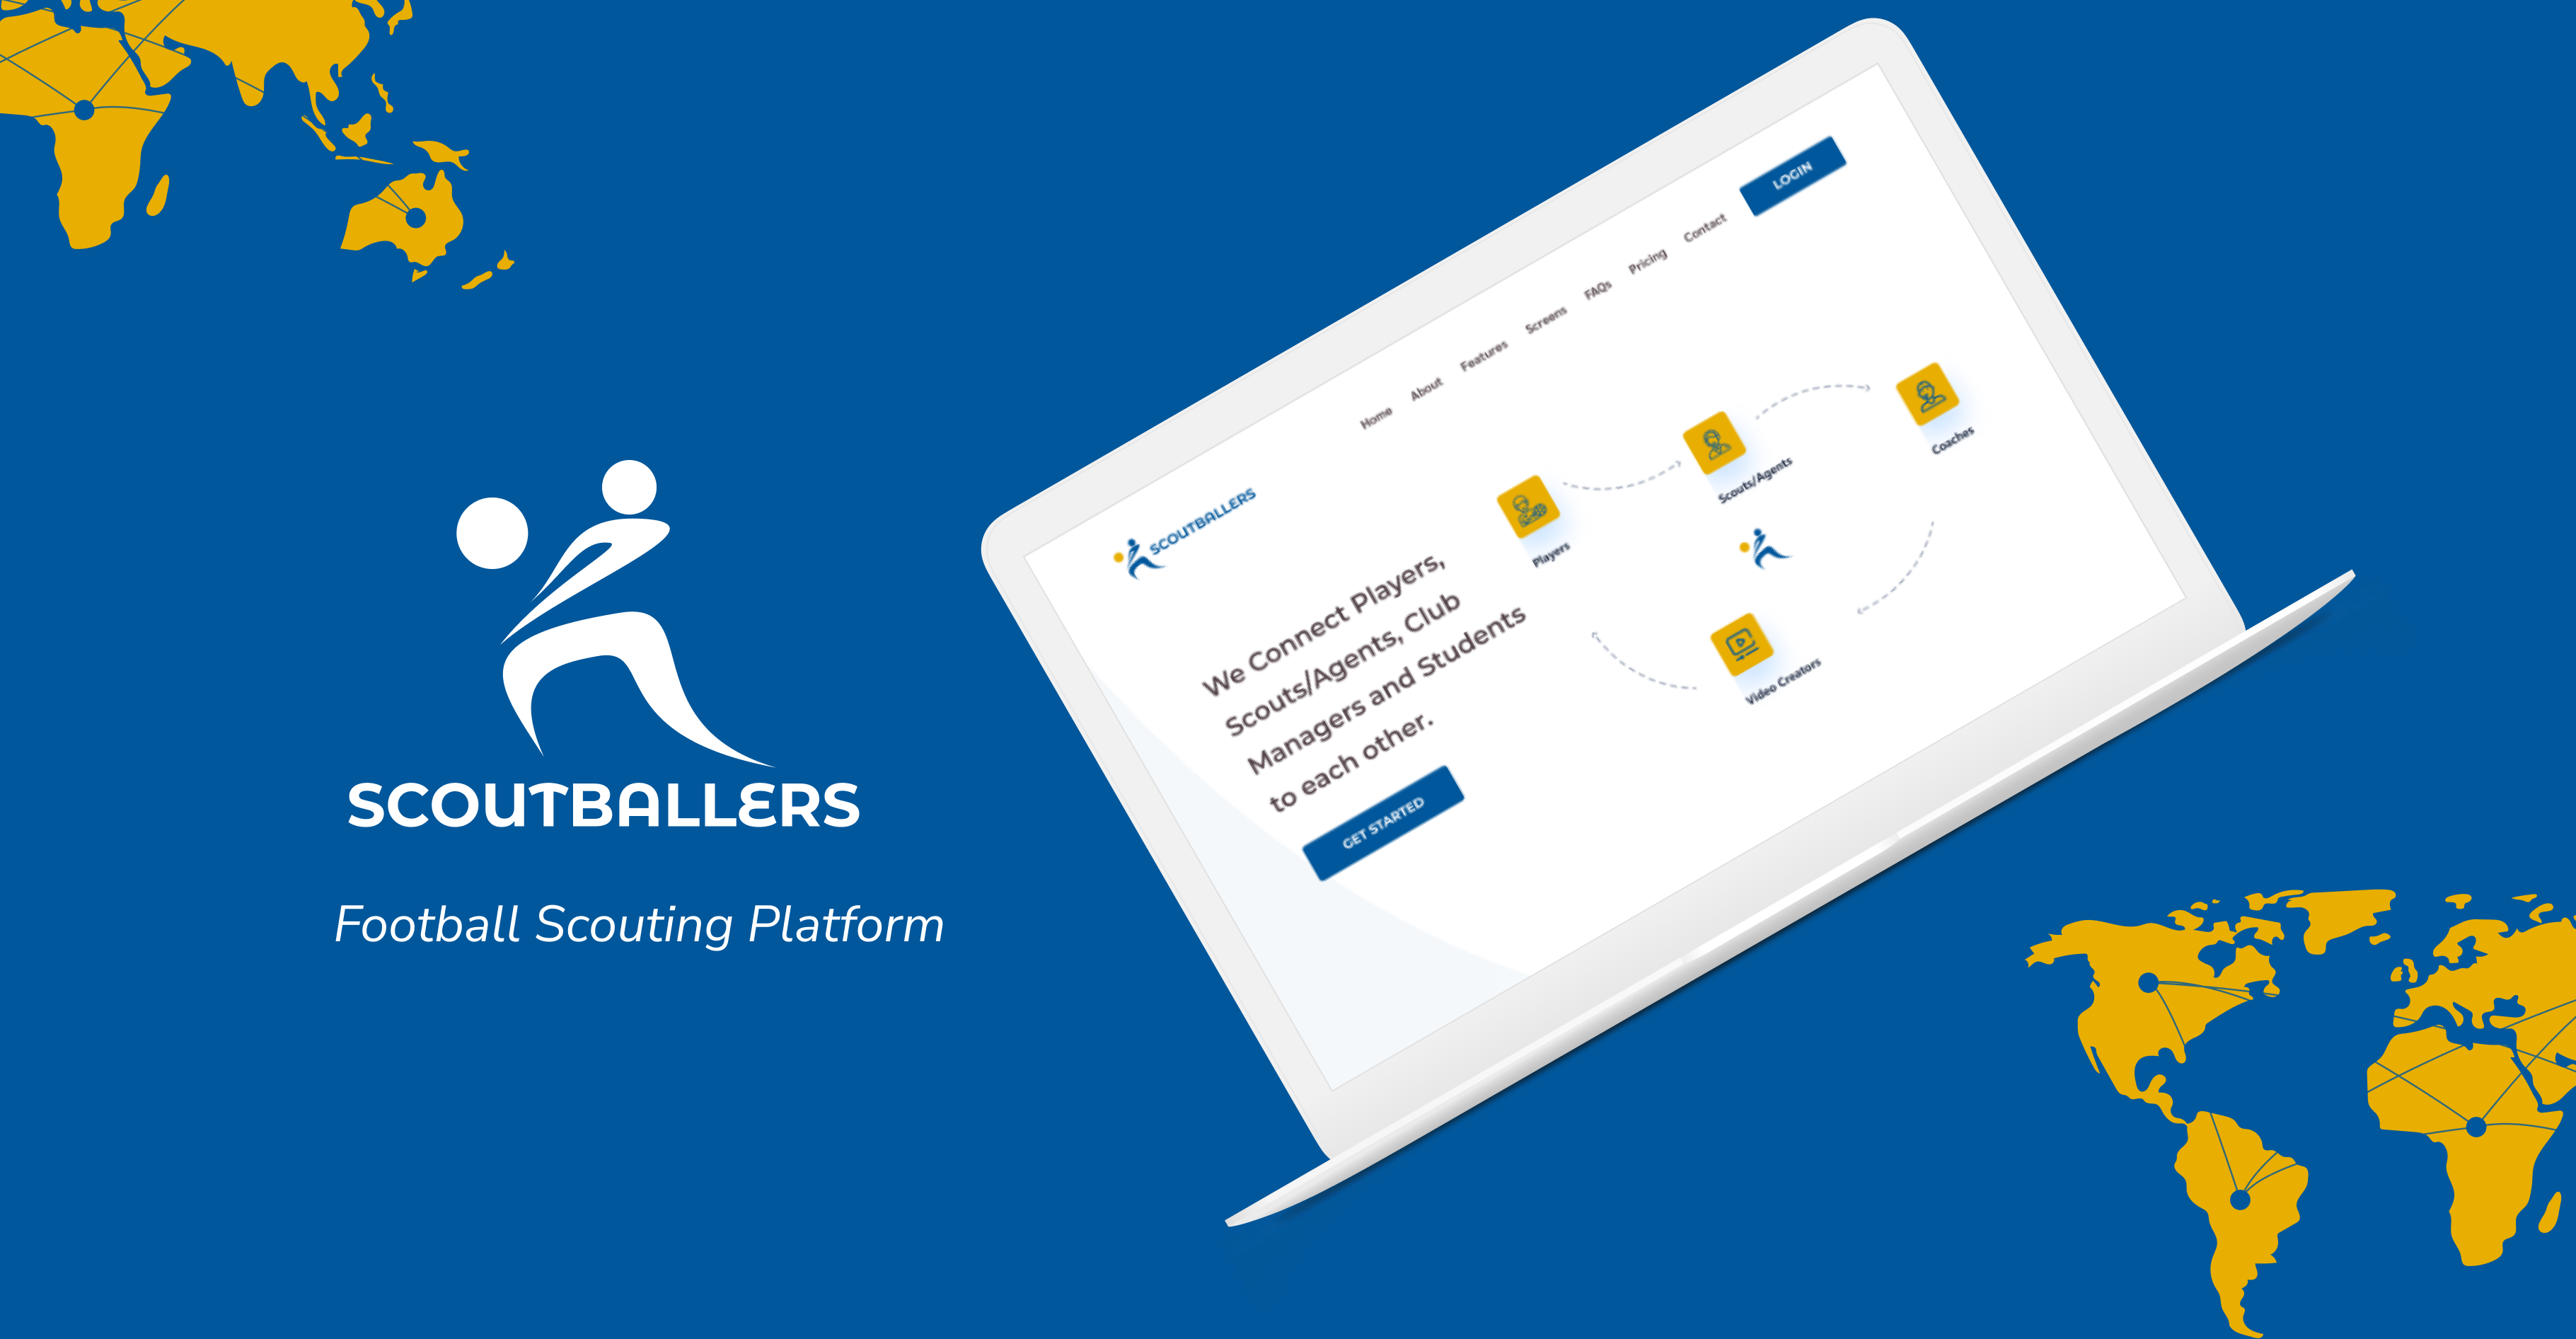 SCOUTBALLERS
Football Scouting Platform
SCOUTBALLERS
Home
About
Features
Screens
FAQs
Pricing
Contact
LOGIN
We Connect Players,
Scouts/Agents, Club
Managers and Students
to each other.
GET STARTED
Players
Scouts/Agents
Coaches
Video Creators